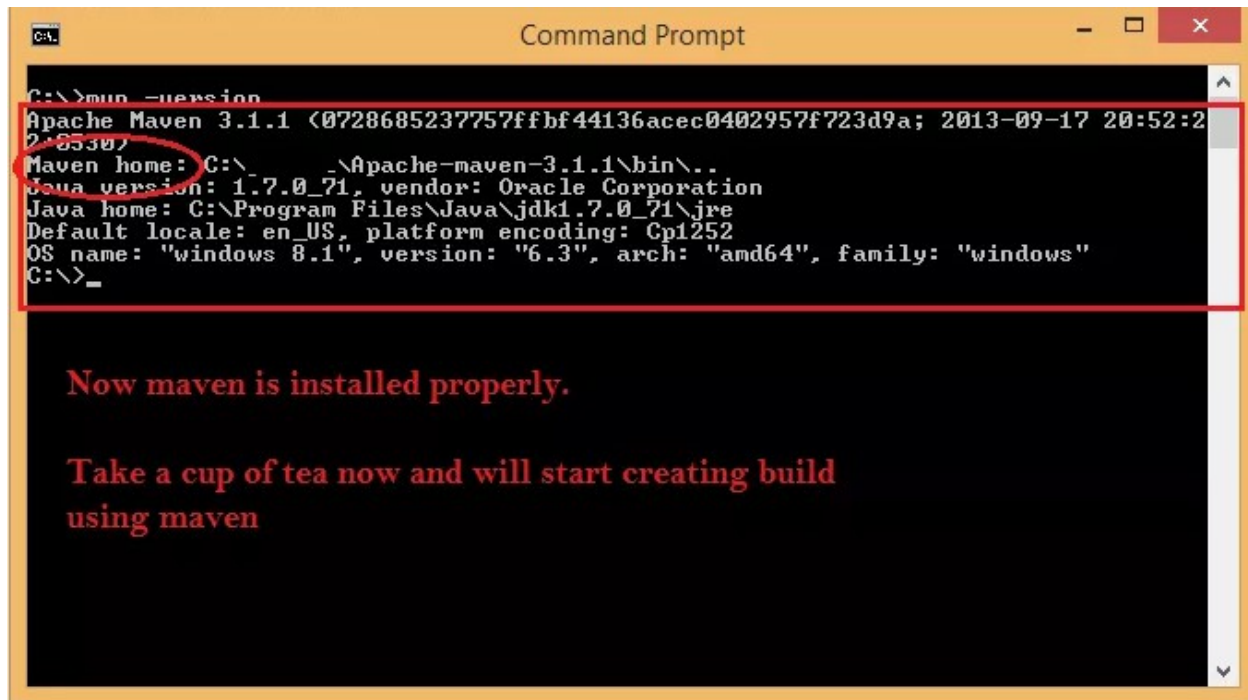 Command Prompt
C:\>mvn -version
Apache Maven 3.1.1 (0728685237757ffbf44136acec0402957f723d9a; 2013-09-17 20:52:2
2+0530)
Maven home: C:\_ _\Apache-maven-3.1.1\bin\..
Java version: 1.7.0_71, vendor: Oracle Corporation
Java home: C:\Program Files\Java\jdk1.7.0_71\jre
Default locale: en_US, platform encoding: Cp1252
OS name: "windows 8.1", version: "6.3", arch: "amd64", family: "windows"
C:\>_
Now maven is installed properly.
Take a cup of tea now and will start creating build
using maven